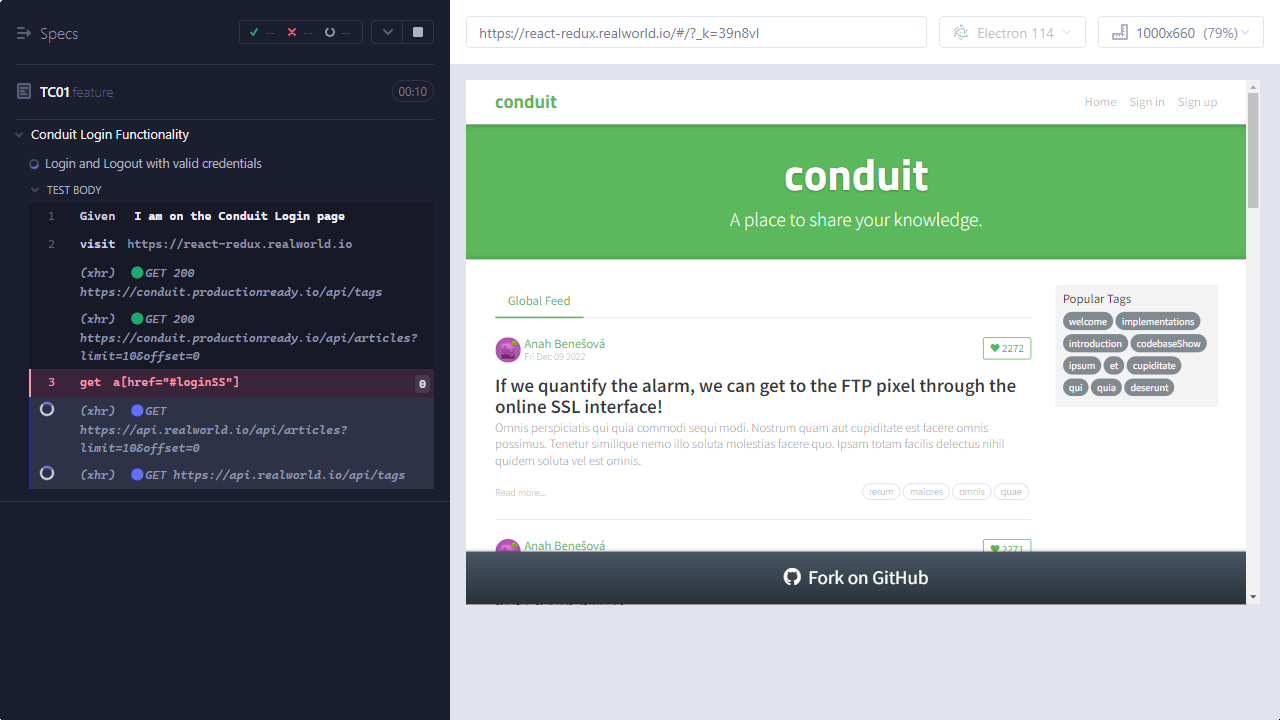 Specs
-- -- --
TC01.feature
00:10
Conduit Login Functionality
Login and Logout with valid credentials
TEST BODY
1 Given I am on the Conduit Login page
2 visit https://react-redux.realworld.io
(xhr) GET 200
https://conduit.productionready.io/api/tags
(xhr) GET 200
https://conduit.productionready.io/api/articles?
limit=10&offset=0
3 get a[href="#loginSS"] 0
(xhr) GET
https://api.realworld.io/api/articles?
limit=10&offset=0
(xhr) GET https://api.realworld.io/api/tags
https://react-redux.realworld.io/#/?_k=39n8vl
Electron 114
1000x660 (79%)
conduit
Home Sign in Sign up
conduit
A place to share your knowledge.
Global Feed
Anah Benešová
Fri Dec 09 2022
2272
If we quantify the alarm, we can get to the FTP pixel through the
online SSL interface!
Omnis perspiciatis qui quia commodi sequi modi. Nostrum quam aut cupiditate est facere omnis
possimus. Tenetur similique nemo illo soluta molestias facere quo. Ipsam totam facilis delectus nihil
quidem soluta vel est omnis.
Read more...
rerum maiores omnis quae
Anah Benešová
2271
Popular Tags
welcome implementations
introduction codebaseShow
ipsum et cupiditate
qui quia deserunt
Fork on GitHub